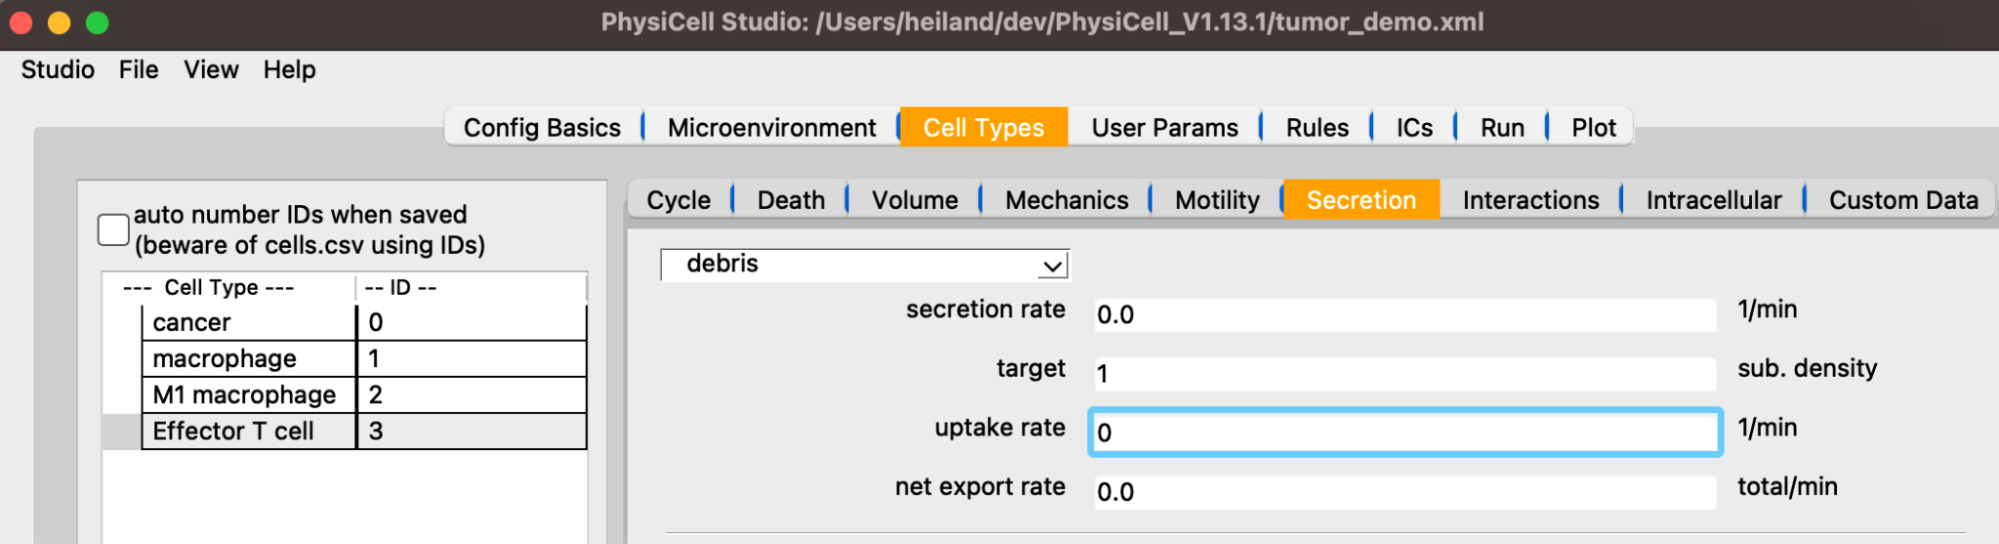 PhysiCell Studio: /Users/heiland/dev/PhysiCell_V1.13.1/tumor_demo.xml
Studio File View Help
Config Basics Microenvironment Cell Types User Params Rules ICs Run Plot
Cycle Death Volume Mechanics Motility Secretion Interactions Intracellular Custom Data
auto number IDs when saved
(beware of cells.csv using IDs)
--- Cell Type --- -- ID --
cancer 0
macrophage 1
M1 macrophage 2
Effector T cell 3
debris
secretion rate 0.0 1/min
target 1 sub. density
uptake rate 0 1/min
net export rate 0.0 total/min